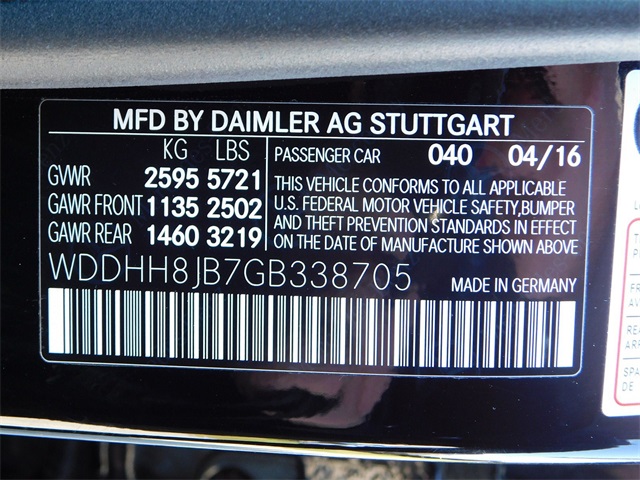 MFD BY DAIMLER AG STUTTGART
KG LBS
GVWR 2595 5721
GAWR FRONT 1135 2502
GAWR REAR 1460 3219
PASSENGER CAR 040 04/16
THIS VEHICLE CONFORMS TO ALL APPLICABLE
U.S. FEDERAL MOTOR VEHICLE SAFETY,BUMPER
AND THEFT PREVENTION STANDARDS IN EFFECT
ON THE DATE OF MANUFACTURE SHOWN ABOVE
WDDHH8JB7GB338705 MADE IN GERMANY